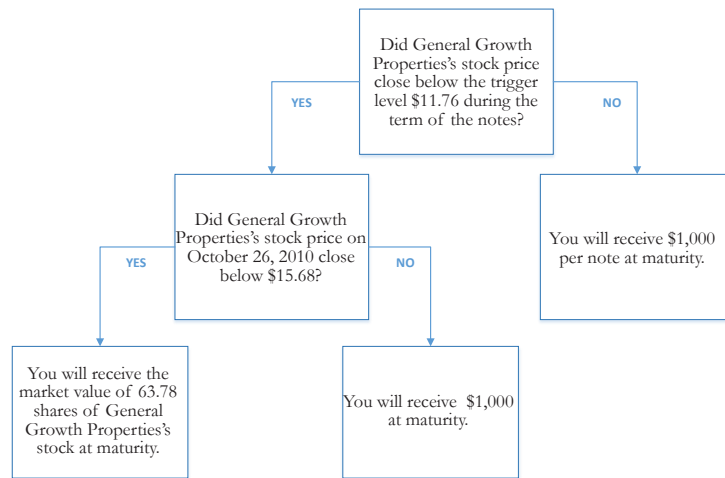 Did General Growth
Properties's stock price
close below the trigger
level $11.76 during the
term of the notes?
YES
NO
Did General Growth
Properties's stock price on
October 26, 2010 close
below $15.68?
You will receive $1,000
per note at maturity.
YES
NO
You will receive the
market value of 63.78
shares of General
Growth Properties's
stock at maturity.
You will receive $1,000
at maturity.